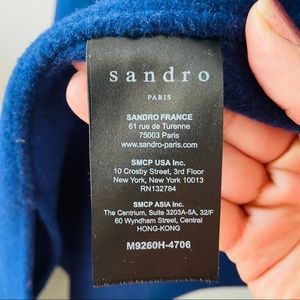 sandro
PARIS
SANDRO FRANCE
61 rue de Turenne
75003 Paris
www.sandro-paris.com
SMCP USA Inc.
10 Crosby Street, 3rd Floor
New York, New York 10013
RN132784
SMCP ASIA Inc.
The Centrium, Suite 3203A-5A, 32/F
60 Wyndham Street, Central
HONG-KONG
M9260H-4706